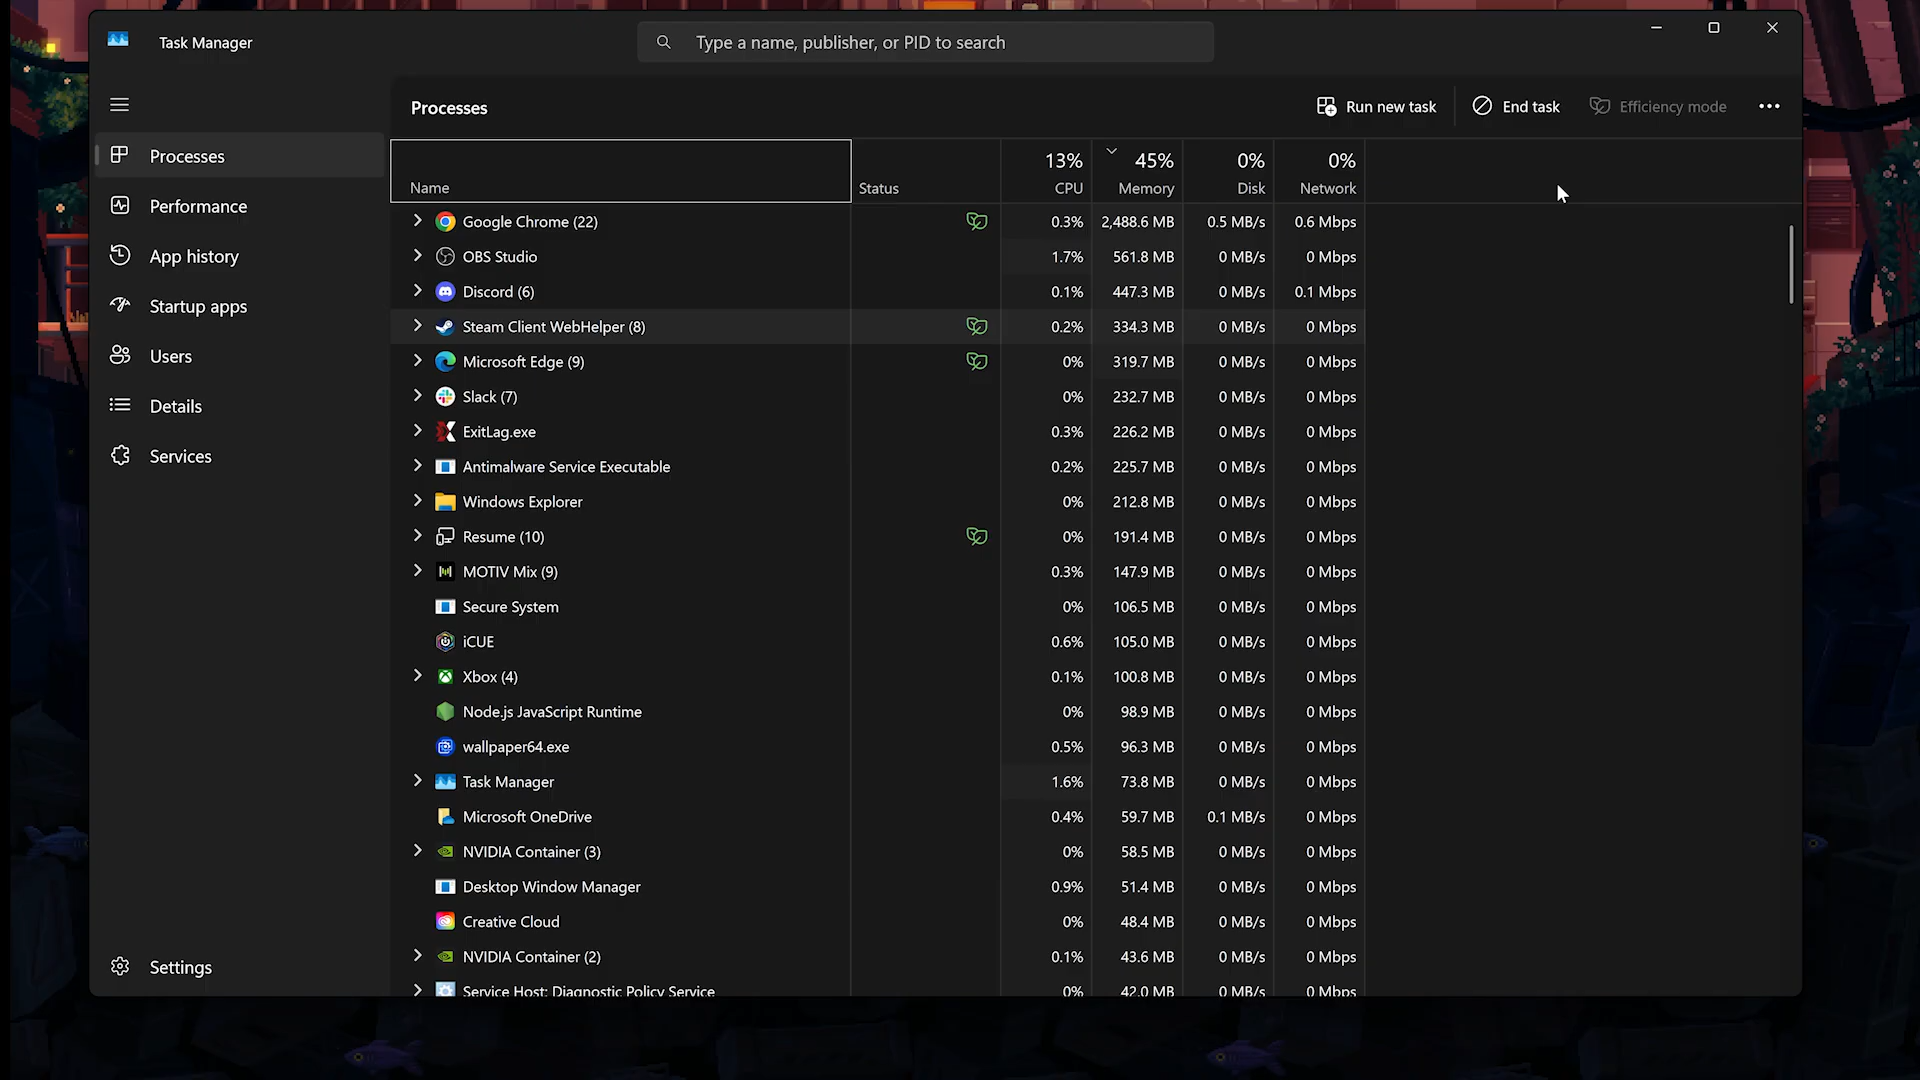 Task Manager
Type a name, publisher, or PID to search
Processes
Performance
App history
Startup apps
Users
Details
Services
Settings
Processes
Run new task
End task
Efficiency mode
13% 45% 0% 0%
Name Status CPU Memory Disk Network
Google Chrome (22) 0.3% 2,488.6 MB 0.5 MB/s 0.6 Mbps
OBS Studio 1.7% 561.8 MB 0 MB/s 0 Mbps
Discord (6) 0.1% 447.3 MB 0 MB/s 0.1 Mbps
Steam Client WebHelper (8) 0.2% 334.3 MB 0 MB/s 0 Mbps
Microsoft Edge (9) 0% 319.7 MB 0 MB/s 0 Mbps
Slack (7) 0% 232.7 MB 0 MB/s 0 Mbps
ExitLag.exe 0.3% 226.2 MB 0 MB/s 0 Mbps
Antimalware Service Executable 0.2% 225.7 MB 0 MB/s 0 Mbps
Windows Explorer 0% 212.8 MB 0 MB/s 0 Mbps
Resume (10) 0% 191.4 MB 0 MB/s 0 Mbps
MOTIV Mix (9) 0.3% 147.9 MB 0 MB/s 0 Mbps
Secure System 0% 106.5 MB 0 MB/s 0 Mbps
iCUE 0.6% 105.0 MB 0 MB/s 0 Mbps
Xbox (4) 0.1% 100.8 MB 0 MB/s 0 Mbps
Node.js JavaScript Runtime 0% 98.9 MB 0 MB/s 0 Mbps
wallpaper64.exe 0.5% 96.3 MB 0 MB/s 0 Mbps
Task Manager 1.6% 73.8 MB 0 MB/s 0 Mbps
Microsoft OneDrive 0.4% 59.7 MB 0.1 MB/s 0 Mbps
NVIDIA Container (3) 0% 58.5 MB 0 MB/s 0 Mbps
Desktop Window Manager 0.9% 51.4 MB 0 MB/s 0 Mbps
Creative Cloud 0% 48.4 MB 0 MB/s 0 Mbps
NVIDIA Container (2) 0.1% 43.6 MB 0 MB/s 0 Mbps
Service Host: Diagnostic Policy Service 0% 42.0 MB 0 MB/s 0 Mbps